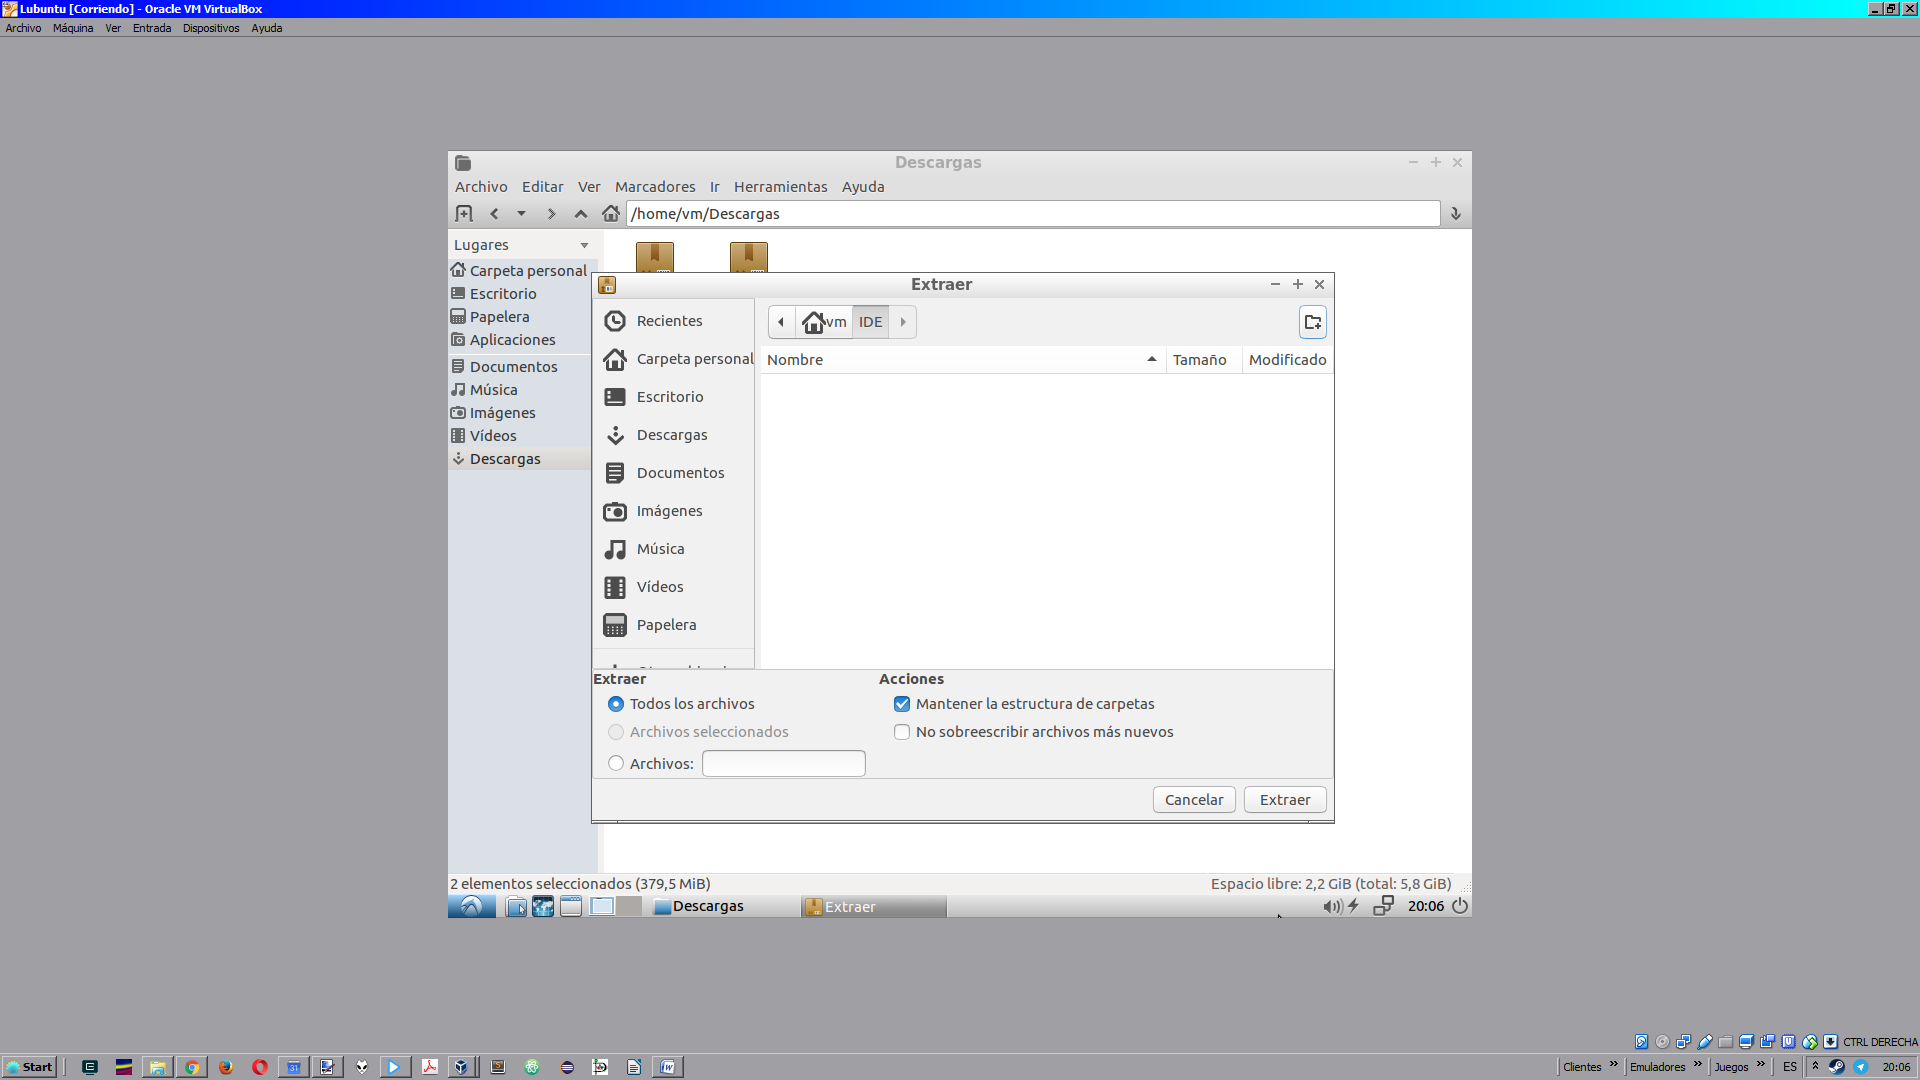 Lubuntu [Corriendo] - Oracle VM VirtualBox
Archivo Máquina Ver Entrada Dispositivos Ayuda
Descargas
Archivo Editar Ver Marcadores Ir Herramientas Ayuda
/home/vm/Descargas
Lugares
Carpeta personal
Escritorio
Papelera
Aplicaciones
Documentos
Música
Imágenes
Vídeos
Descargas
Extraer
Recientes
Carpeta personal
Escritorio
Descargas
Documentos
Imágenes
Música
Vídeos
Papelera
vm IDE
Nombre Tamaño Modificado
Extraer
Todos los archivos
Archivos seleccionados
Archivos:
Acciones
Mantener la estructura de carpetas
No sobreescribir archivos más nuevos
Cancelar Extraer
2 elementos seleccionados (379,5 MiB)
Espacio libre: 2,2 GiB (total: 5,8 GiB)
Descargas Extraer 20:06
CTRL DERECHA
Start Clientes Emuladores Juegos ES 20:06